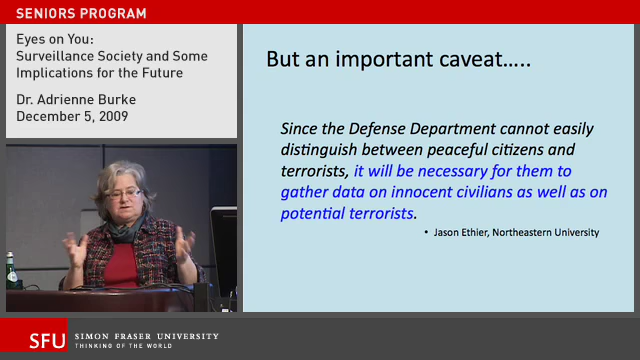 SENIORS PROGRAM
Eyes on You:
Surveillance Society and Some
Implications for the Future
Dr. Adrienne Burke
December 5, 2009
But an important caveat…..
Since the Defense Department cannot easily
distinguish between peaceful citizens and
terrorists, it will be necessary for them to
gather data on innocent civilians as well as on
potential terrorists.
• Jason Ethier, Northeastern University
SFU
SIMON FRASER UNIVERSITY
THINKING OF THE WORLD